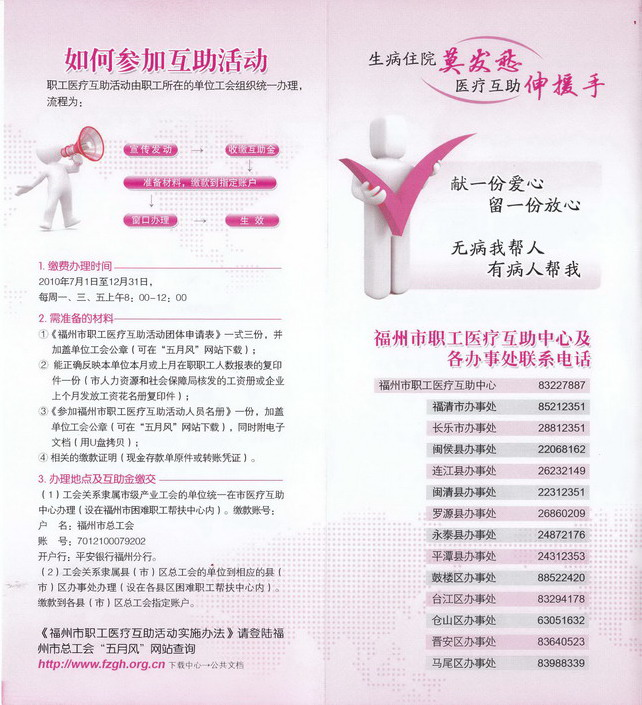 如何参加互助活动
职工医疗互助活动由职工所在的单位工会组织统一办理，
流程为：
宣传发动 → 收缴互助金
准备材料，缴款到指定账户
窗口办理 → 生效
1. 缴费办理时间
2010年7月1日至12月31日，
每周一、三、五上午8：00-12：00
2. 需准备的材料
①《福州市职工医疗互助活动团体申请表》一式三份，并
加盖单位工会公章（可在“五月风”网站下载）；
② 能正确反映本单位本月或上月在职职工人数报表的复印
件一份（市人力资源和社会保障局核发的工资册或企业
上个月发放工资花名册复印件）；
③《参加福州市职工医疗互助活动人员名册》一份，加盖
单位工会公章（可在“五月风”网站下载），同时附电子
文档（用U盘拷贝）；
④ 相关的缴款证明（现金存款单原件或转账凭证）。
3. 办理地点及互助金缴交
（1）工会关系隶属市级产业工会的单位统一在市医疗互助
中心办理（设在福州市困难职工帮扶中心内）。缴款账号：
户 名：福州市总工会
账 号：7012100079202
开户行：平安银行福州分行。
（2）工会关系隶属县（市）区总工会的单位到相应的县（
市）区办事处办理（设在各县区困难职工帮扶中心内）。
缴款到各县（市）区总工会指定账户。
《福州市职工医疗互助活动实施办法》请登陆福
州市总工会“五月风”网站查询
http://www.fzgh.org.cn 下载中心→公共文档
生病住院莫发愁
医疗互助伸援手
献一份爱心
留一份放心
无病我帮人
有病人帮我
福州市职工医疗互助中心及
各办事处联系电话
福州市职工医疗互助中心 83227887
福清市办事处 85212351
长乐市办事处 28812351
闽侯县办事处 22068162
连江县办事处 26232149
闽清县办事处 22312351
罗源县办事处 26860209
永泰县办事处 24872176
平潭县办事处 24312353
鼓楼区办事处 88522420
台江区办事处 83294178
仓山区办事处 63051632
晋安区办事处 83640523
马尾区办事处 83988339